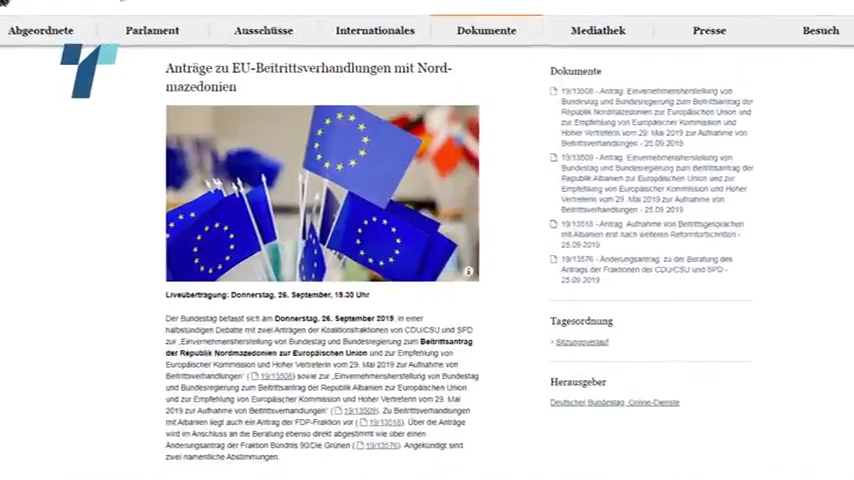 Abgeordnete Parlament Ausschüsse Internationales Dokumente Mediathek Presse Besuch
Anträge zu EU-Beitrittsverhandlungen mit Nord-
mazedonien
Liveübertragung: Donnerstag, 26. September, 19.30 Uhr
Der Bundestag befasst sich am Donnerstag, 26. September 2019, in einer
halbstündigen Debatte mit zwei Anträgen der Koalitionsfraktionen von CDU/CSU und SPD
zur „Einvernehmensherstellung von Bundestag und Bundesregierung zum Beitrittsantrag
der Republik Nordmazedonien zur Europäischen Union und zur Empfehlung von
Europäischer Kommission und Hoher Vertreterin vom 29. Mai 2019 zur Aufnahme von
Beitrittsverhandlungen“ (19/13508) sowie zur „Einvernehmensherstellung von Bundestag
und Bundesregierung zum Beitrittsantrag der Republik Albanien zur Europäischen Union
und zur Empfehlung von Europäischer Kommission und Hoher Vertreterin vom 29. Mai
2019 zur Aufnahme von Beitrittsverhandlungen“ (19/13509). Zu Beitrittsverhandlungen
mit Albanien liegt auch ein Antrag der FDP-Fraktion vor (19/13518). Über die Anträge
wird im Anschluss an die Beratung ebenso direkt abgestimmt wie über einen
Änderungsantrag der Fraktion Bündnis 90/Die Grünen (19/13576). Angekündigt sind
zwei namentliche Abstimmungen.
Dokumente
19/13508 - Antrag: Einvernehmensherstellung von
Bundestag und Bundesregierung zum Beitrittsantrag der
Republik Nordmazedonien zur Europäischen Union und
zur Empfehlung von Europäischer Kommission und
Hoher Vertreterin vom 29. Mai 2019 zur Aufnahme von
Beitrittsverhandlungen - 25.09.2019
19/13509 - Antrag: Einvernehmensherstellung von
Bundestag und Bundesregierung zum Beitrittsantrag der
Republik Albanien zur Europäischen Union und zur
Empfehlung von Europäischer Kommission und Hoher
Vertreterin vom 29. Mai 2019 zur Aufnahme von
Beitrittsverhandlungen - 25.09.2019
19/13518 - Antrag: Aufnahme von Beitrittsgesprächen
mit Albanien erst nach weiteren Reformfortschritten -
25.09.2019
19/13576 - Änderungsantrag: zu der Beratung des
Antrags der Fraktionen der CDU/CSU und SPD -
25.09.2019
Tagesordnung
Sitzungsverlauf
Herausgeber
Deutscher Bundestag, Online-Dienste